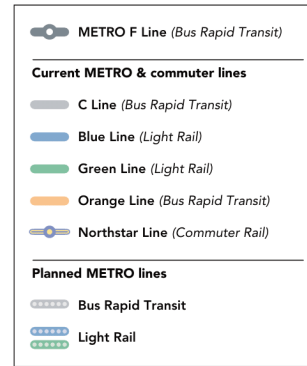 METRO F Line (Bus Rapid Transit)
Current METRO & commuter lines
C Line (Bus Rapid Transit)
Blue Line (Light Rail)
Green Line (Light Rail)
Orange Line (Bus Rapid Transit)
Northstar Line (Commuter Rail)
Planned METRO lines
Bus Rapid Transit
Light Rail